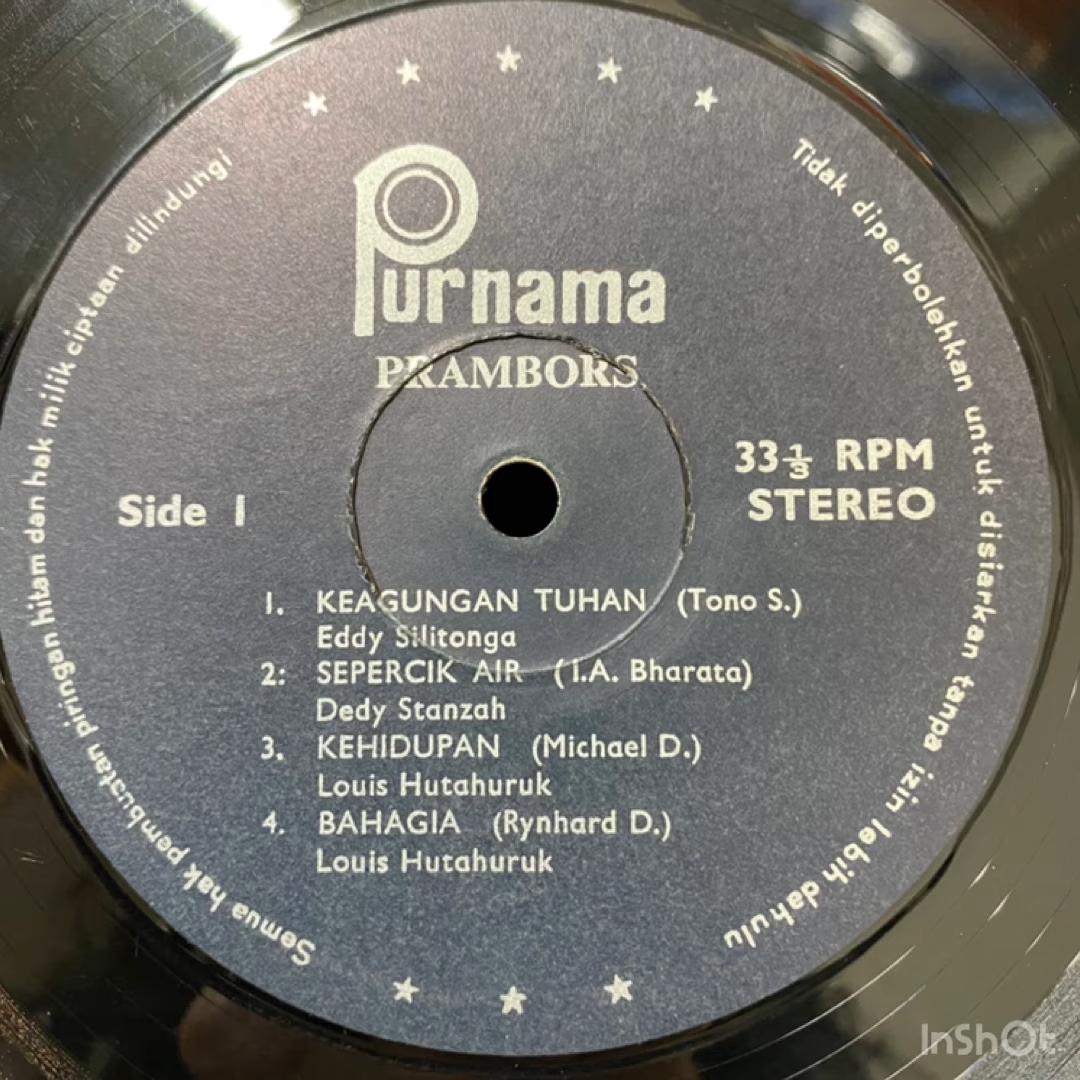 Purnama
PRAMBORS
33⅓ RPM
STEREO
Side 1
1. KEAGUNGAN TUHAN (Tono S.)
Eddy Silitonga
2: SEPERCIK AIR (I.A. Bharata)
Dedy Stanzah
3. KEHIDUPAN (Michael D.)
Louis Hutahuruk
4. BAHAGIA (Rynhard D.)
Louis Hutahuruk
Semua hak pembuatan piringan hitam dan hak milik ciptaan dilindungi
Tidak diperbolehkan untuk disiarkan tanpa izin lebih dahulu
InShOt